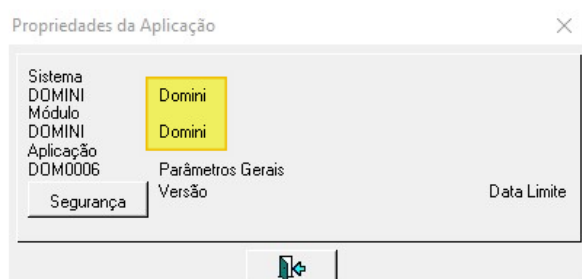 Propriedades da Aplicação
Sistema
DOMINI Domini
Módulo
DOMINI Domini
Aplicação
DOM0006 Parâmetros Gerais
Segurança Versão Data Limite